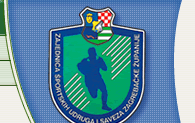 ZAJEDNICA SPORTSKIH UDRUGA I SAVEZA ZAGREBAČKE ŽUPANIJE